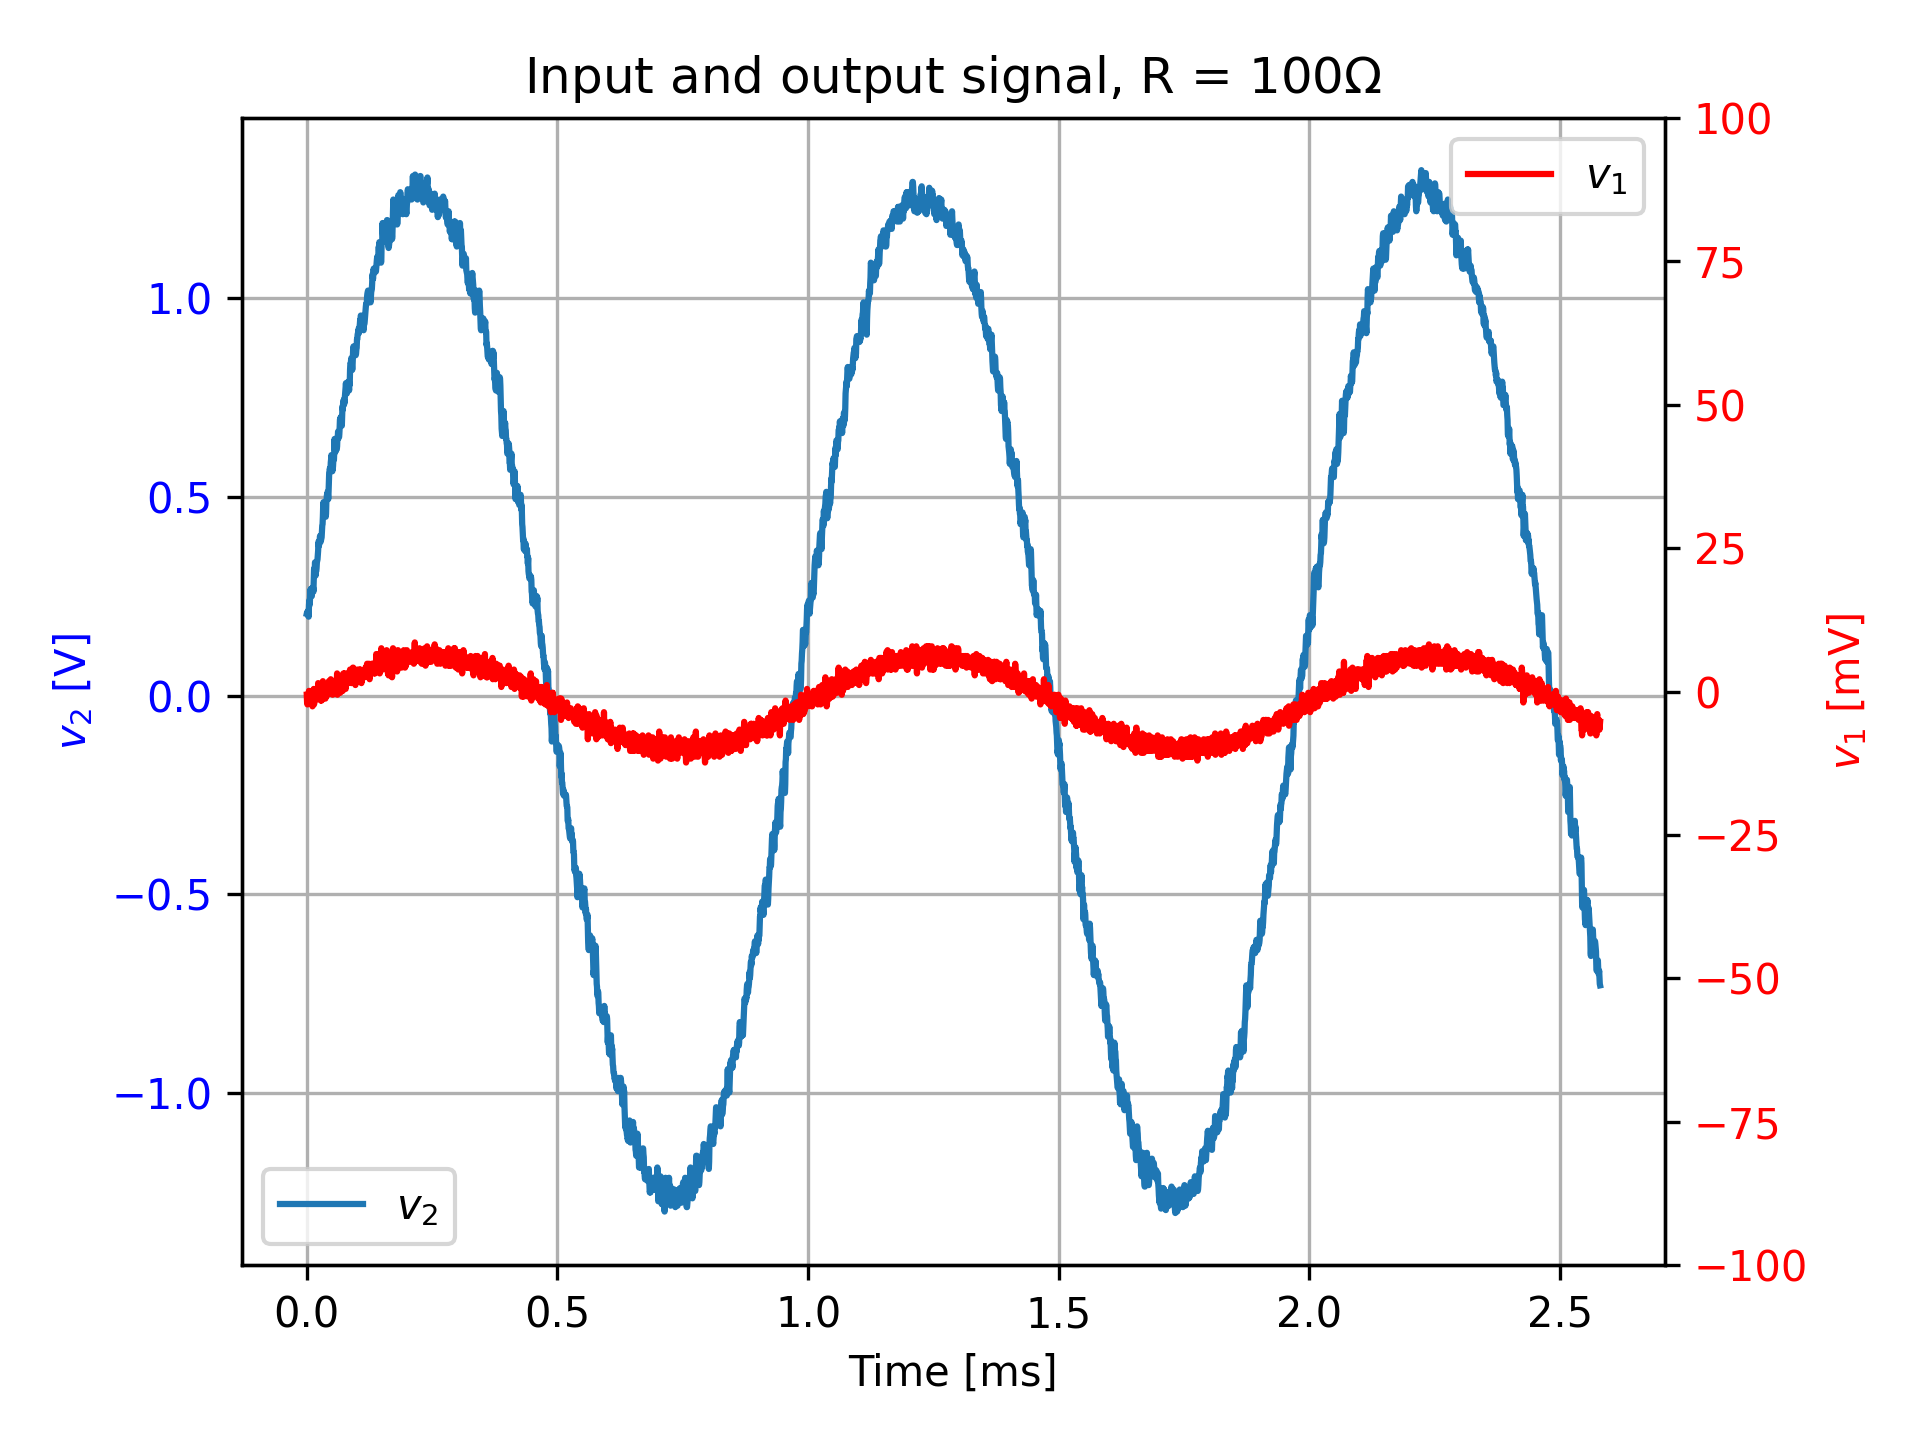 Input and output signal, R = 100Ω
v₂ [V]
1.0
0.5
0.0
−0.5
−1.0
v₁
v₂
100
75
50
25
0
−25
−50
−75
−100
v₁ [mV]
0.0 0.5 1.0 1.5 2.0 2.5
Time [ms]